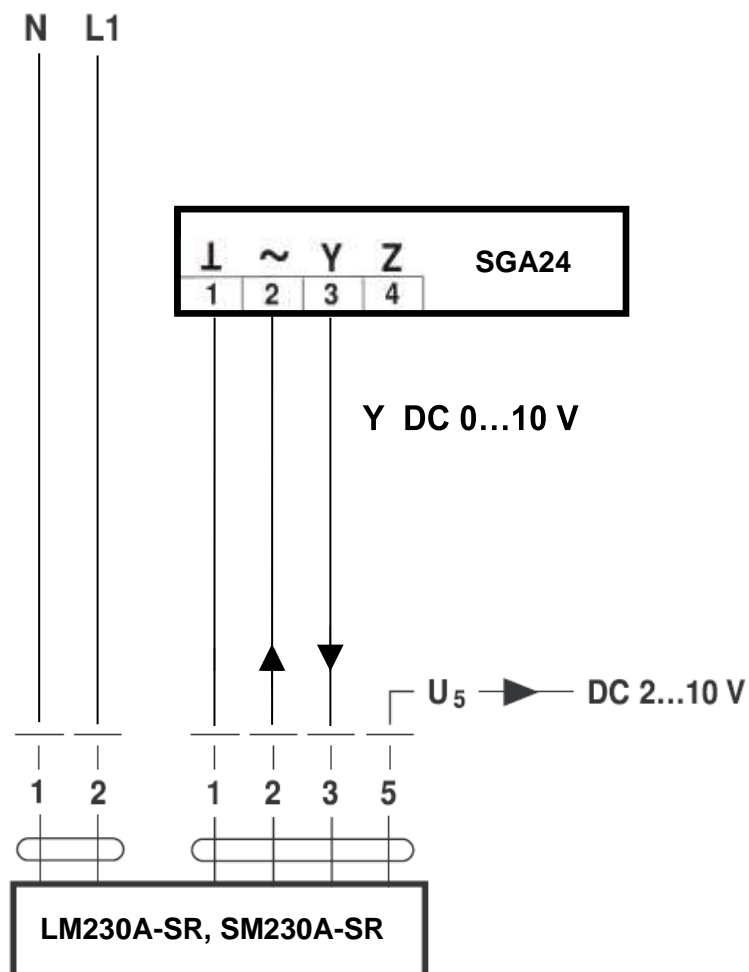 N L1
⊥ ~ Y Z SGA24
1 2 3 4
Y DC 0...10 V
U5 DC 2...10 V
1 2 1 2 3 5
LM230A-SR, SM230A-SR